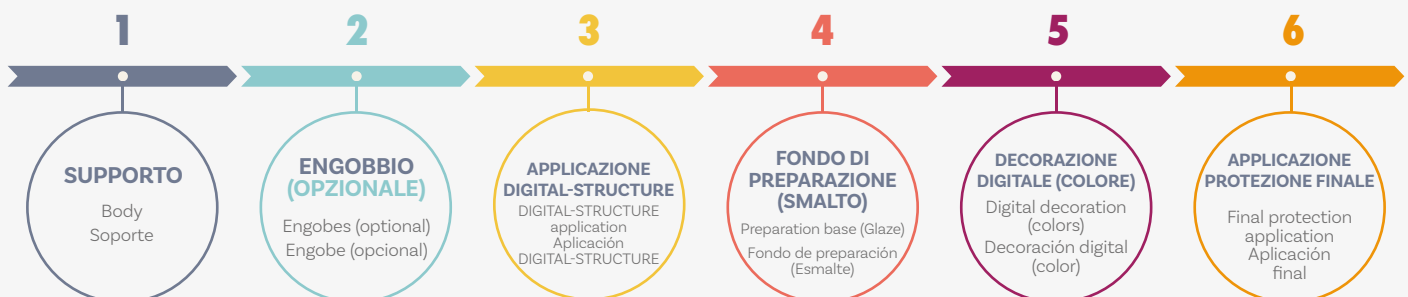 1
SUPPORTO
Body
Soporte
2
ENGOBBIO
(OPZIONALE)
Engobes (optional)
Engobe (opcional)
3
APPLICAZIONE
DIGITAL-STRUCTURE
DIGITAL-STRUCTURE
application
Aplicación
DIGITAL-STRUCTURE
4
FONDO DI
PREPARAZIONE
(SMALTO)
Preparation base (Glaze)
Fondo de preparación
(Esmalte)
5
DECORAZIONE
DIGITALE (COLORE)
Digital decoration
(colors)
Decoración digital
(color)
6
APPLICAZIONE
PROTEZIONE FINALE
Final protection
application
Aplicación
final